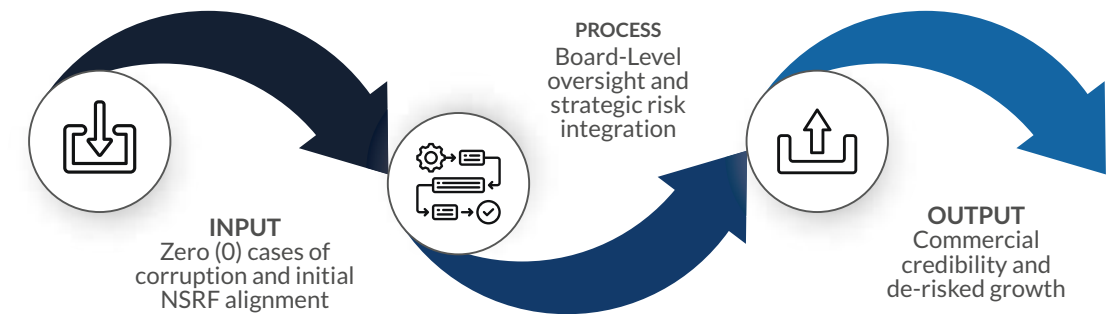 INPUT
Zero (0) cases of
corruption and initial
NSRF alignment
PROCESS
Board-Level
oversight and
strategic risk
integration
OUTPUT
Commercial
credibility and
de-risked growth